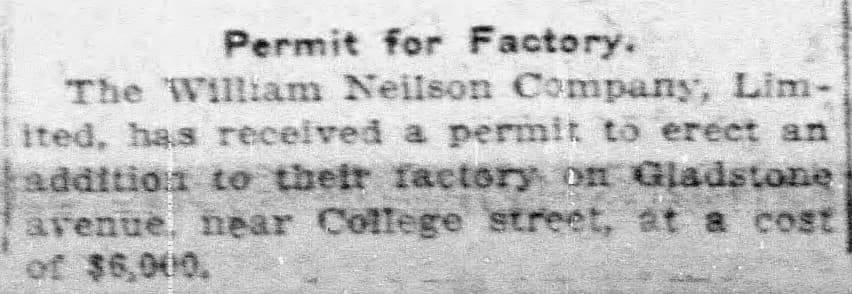 Permit for Factory.
The William Neilson Company, Lim-
ited, has received a permit to erect an
addition to their factory on Gladstone
avenue, near College street, at a cost
of $6,000.